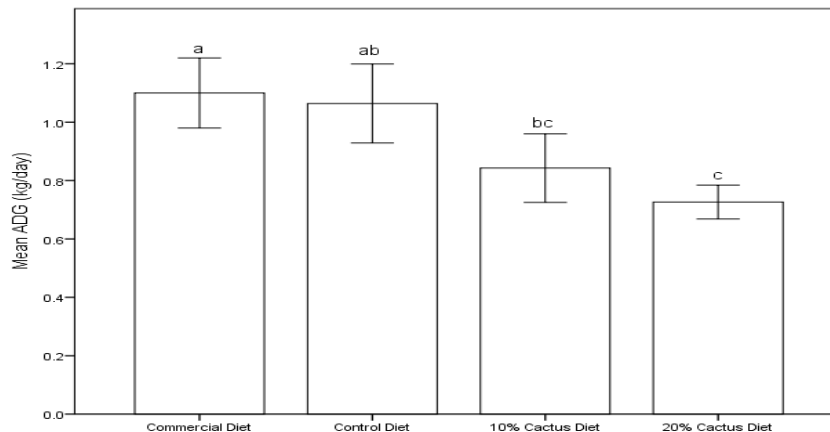 Mean ADG (kg/day)
1.2
1.0
0.8
0.6
0.4
0.2
0.0
a
ab
bc
c
Commercial Diet
Control Diet
10% Cactus Diet
20% Cactus Diet